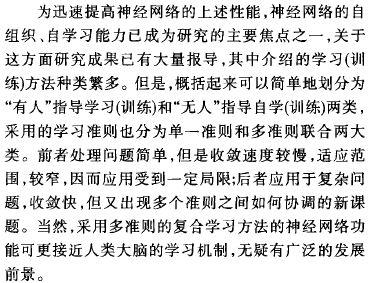 为迅速提高神经网络的上述性能,神经网络的自
组织、自学习能力已成为研究的主要焦点之一,关于
这方面研究成果已有大量报导,其中介绍的学习(训
练)方法种类繁多。但是,概括起来可以简单地划分为
“有人”指导学习(训练)和“无人”指导自学(训练)两类,
采用的学习准则也分为单一准则和多准则联合两大
类。前者处理问题简单,但是收敛速度较慢,适应范
围,较窄,因而应用受到一定局限;后者应用于复杂问
题,收敛快,但又出现多个准则之间如何协调的新课
题。当然,采用多准则的复合学习方法的神经网络功
能可更接近人类大脑的学习机制,无疑有广泛的发展
前景。